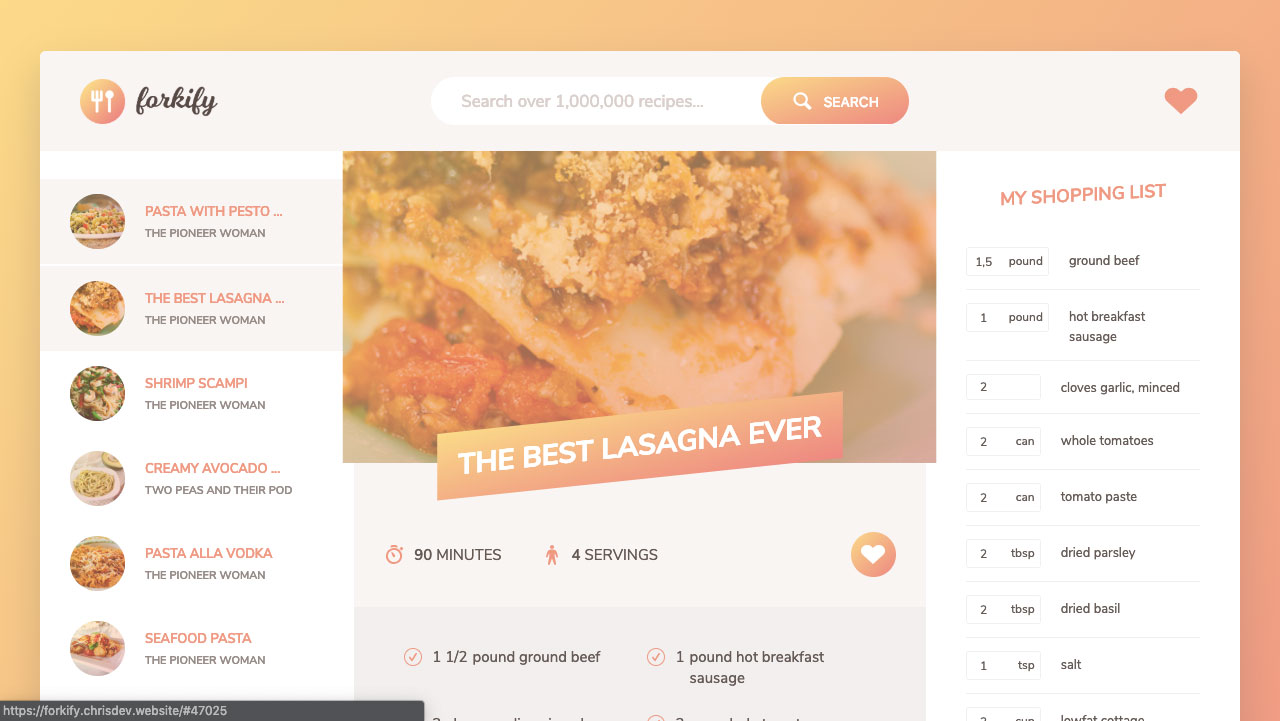 forkify
Search over 1,000,000 recipes...
SEARCH
PASTA WITH PESTO ...
THE PIONEER WOMAN
THE BEST LASAGNA ...
THE PIONEER WOMAN
SHRIMP SCAMPI
THE PIONEER WOMAN
CREAMY AVOCADO ...
TWO PEAS AND THEIR POD
PASTA ALLA VODKA
THE PIONEER WOMAN
SEAFOOD PASTA
THE PIONEER WOMAN
THE BEST LASAGNA EVER
90 MINUTES
4 SERVINGS
1 1/2 pound ground beef
1 pound hot breakfast
sausage
MY SHOPPING LIST
1,5 pound ground beef
1 pound hot breakfast
sausage
2 cloves garlic, minced
2 can whole tomatoes
2 can tomato paste
2 tbsp dried parsley
2 tbsp dried basil
1 tsp salt
lowfat cottage
https://forkify.chrisdev.website/#47025